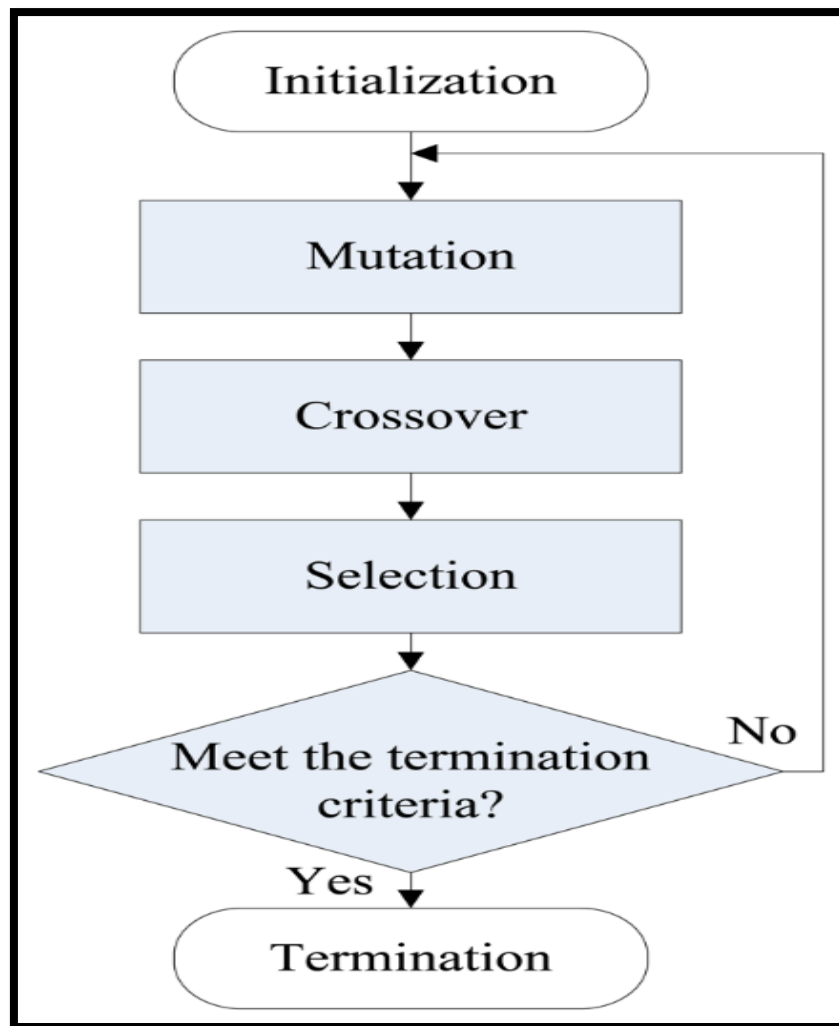 Initialization
Mutation
Crossover
Selection
Meet the termination
criteria?
No
Yes
Termination